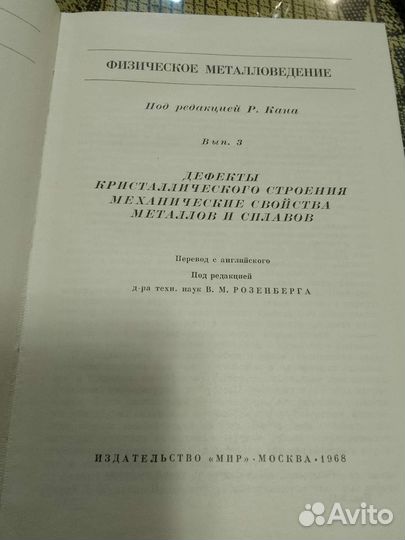 ФИЗИЧЕСКОЕ МЕТАЛЛОВЕДЕНИЕ
Под редакцией Р. Кана
Вып. 3
ДЕФЕКТЫ
КРИСТАЛЛИЧЕСКОГО СТРОЕНИЯ
МЕХАНИЧЕСКИЕ СВОЙСТВА
МЕТАЛЛОВ И СПЛАВОВ
Перевод с английского
Под редакцией
д-ра техн. наук В. М. РОЗЕНБЕРГА
ИЗДАТЕЛЬСТВО «МИР» · МОСКВА · 1968
Avito